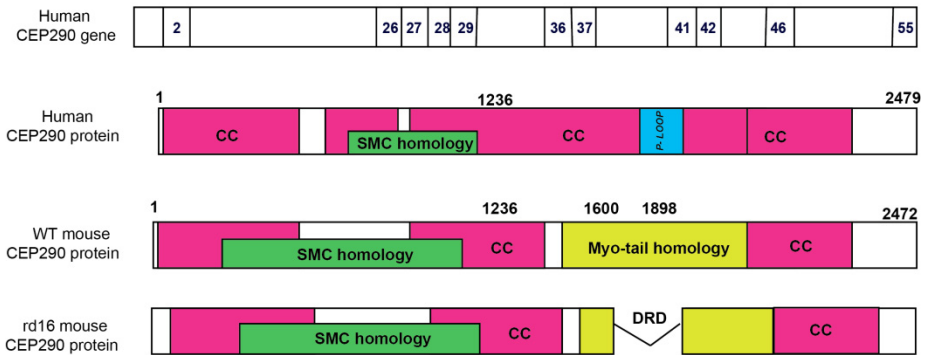 Human
CEP290 gene
2 26 27 28 29 36 37 41 42 46 55
Human
CEP290 protein
1 1236 2479
CC SMC homology CC P- LOOP CC
WT mouse
CEP290 protein
1 1236 1600 1898 2472
SMC homology CC Myo-tail homology CC
rd16 mouse
CEP290 protein
SMC homology CC DRD CC